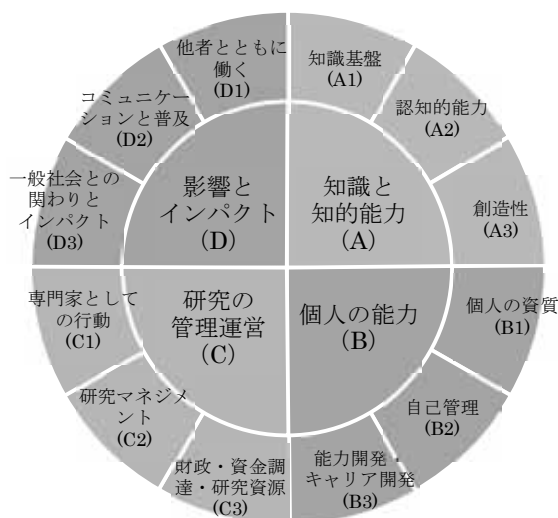 他者とともに
働く
(D1)
知識基盤
(A1)
コミュニケー
ションと普及
(D2)
認知的能力
(A2)
一般社会との
関わりと
インパクト
(D3)
影響と
インパクト
(D)
知識と
知的能力
(A)
創造性
(A3)
専門家として
の行動
(C1)
研究の
管理運営
(C)
個人の能力
(B)
個人の資質
(B1)
研究マネジメ
ント
(C2)
自己管理
(B2)
財政・資金調
達・研究資源
(C3)
能力開発・
キャリア開発
(B3)